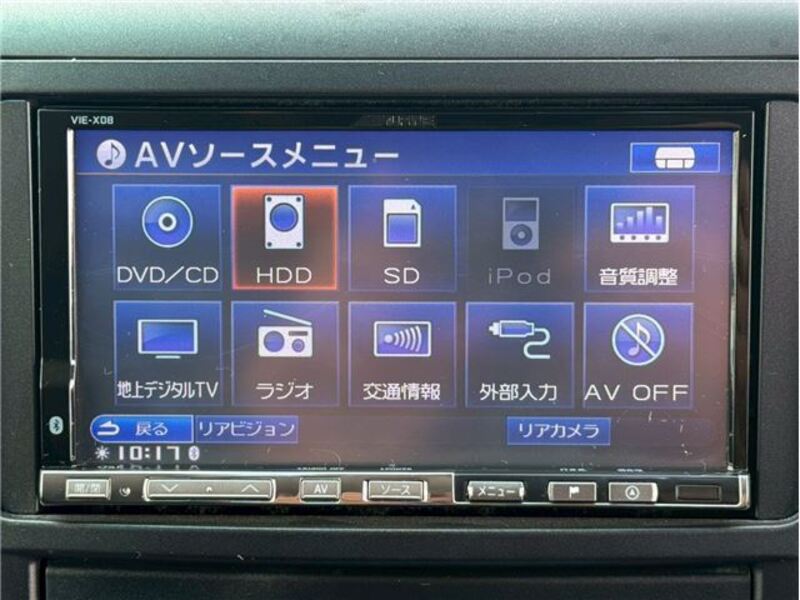 VIE-X08
AVソースメニュー
DVD/CD HDD SD iPod 音質調整
地上デジタルTV ラジオ 交通情報 外部入力 AV OFF
戻る リアビジョン リアカメラ
10:17
開/閉 AV ソース メニュー